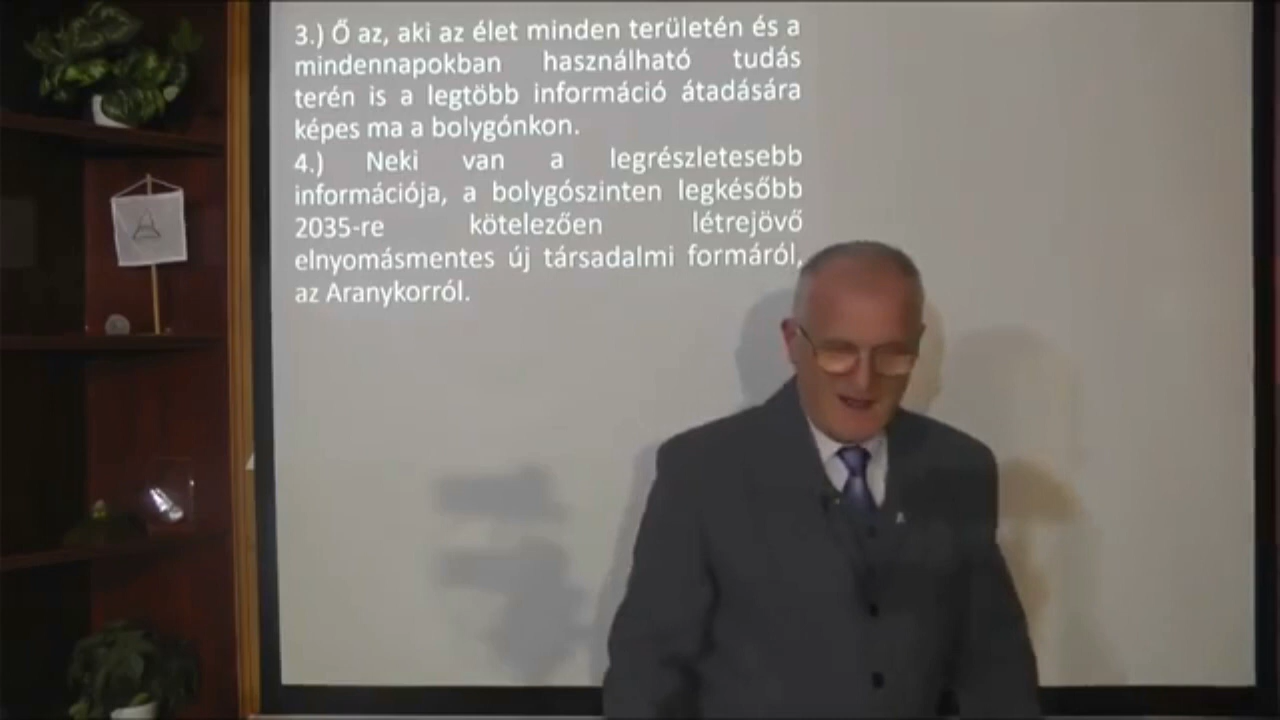 3.) Ő az, aki az élet minden területén és a
mindennapokban használható tudás
terén is a legtöbb információ átadására
képes ma a bolygónkon.
4.) Neki van a legrészletesebb
információja, a bolygószinten legkésőbb
2035-re kötelezően létrejövő
elnyomásmentes új társadalmi formáról,
az Aranykorról.